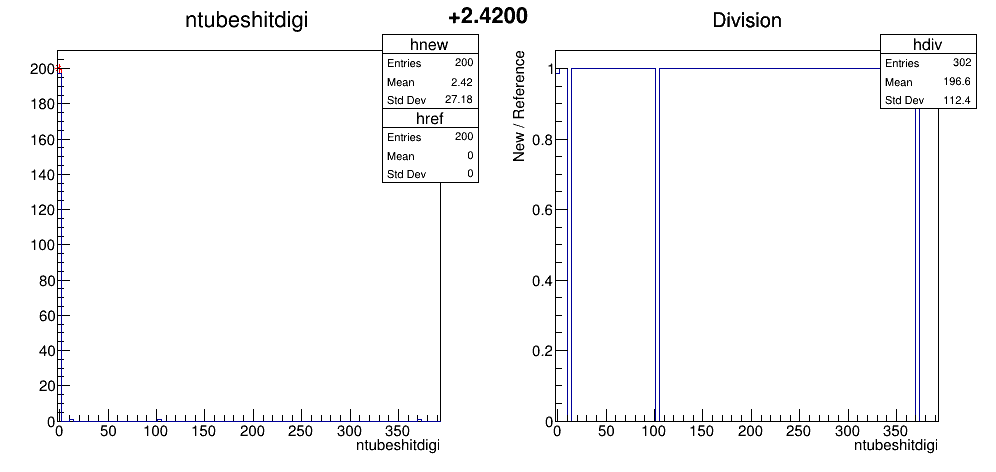 ntubeshitdigi
+2.4200
Division
hnew
Entries 200
Mean 2.42
Std Dev 27.18
href
Entries 200
Mean 0
Std Dev 0
200
180
160
140
120
100
80
60
40
20
0
0 50 100 150 200 250 300 350
ntubeshitdigi
hdiv
Entries 302
Mean 196.6
Std Dev 112.4
New / Reference
1
0.8
0.6
0.4
0.2
0
0 50 100 150 200 250 300 350
ntubeshitdigi